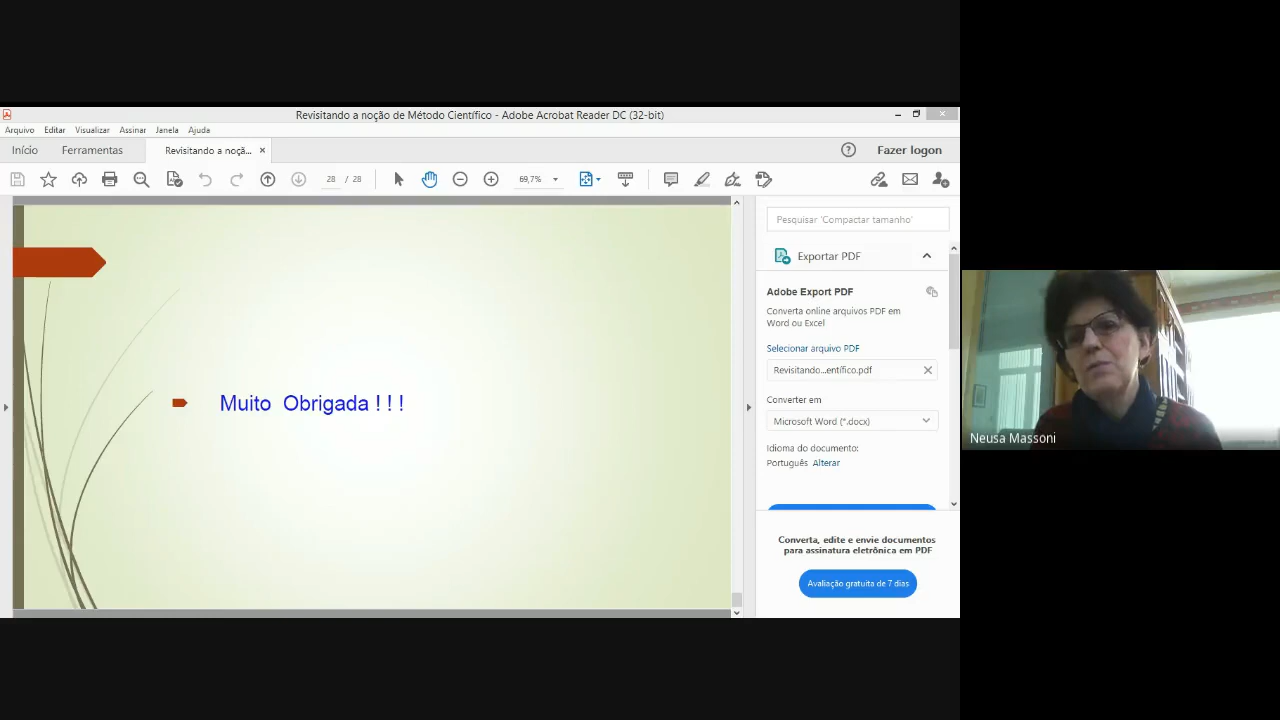 Revisitando a noção de Método Científico - Adobe Acrobat Reader DC (32-bit)
Arquivo Editar Visualizar Assinar Janela Ajuda
Início Ferramentas Revisitando a noçã... × Fazer logon
28 / 28 69,7%
Pesquisar 'Compactar tamanho'
Exportar PDF
Adobe Export PDF
Converta online arquivos PDF em
Word ou Excel
Selecionar arquivo PDF
Revisitando...entífico.pdf
Converter em
Microsoft Word (*.docx)
Idioma do documento:
Português Alterar
Converta, edite e envie documentos
para assinatura eletrônica em PDF
Avaliação gratuita de 7 dias
Muito Obrigada ! ! !
Neusa Massoni